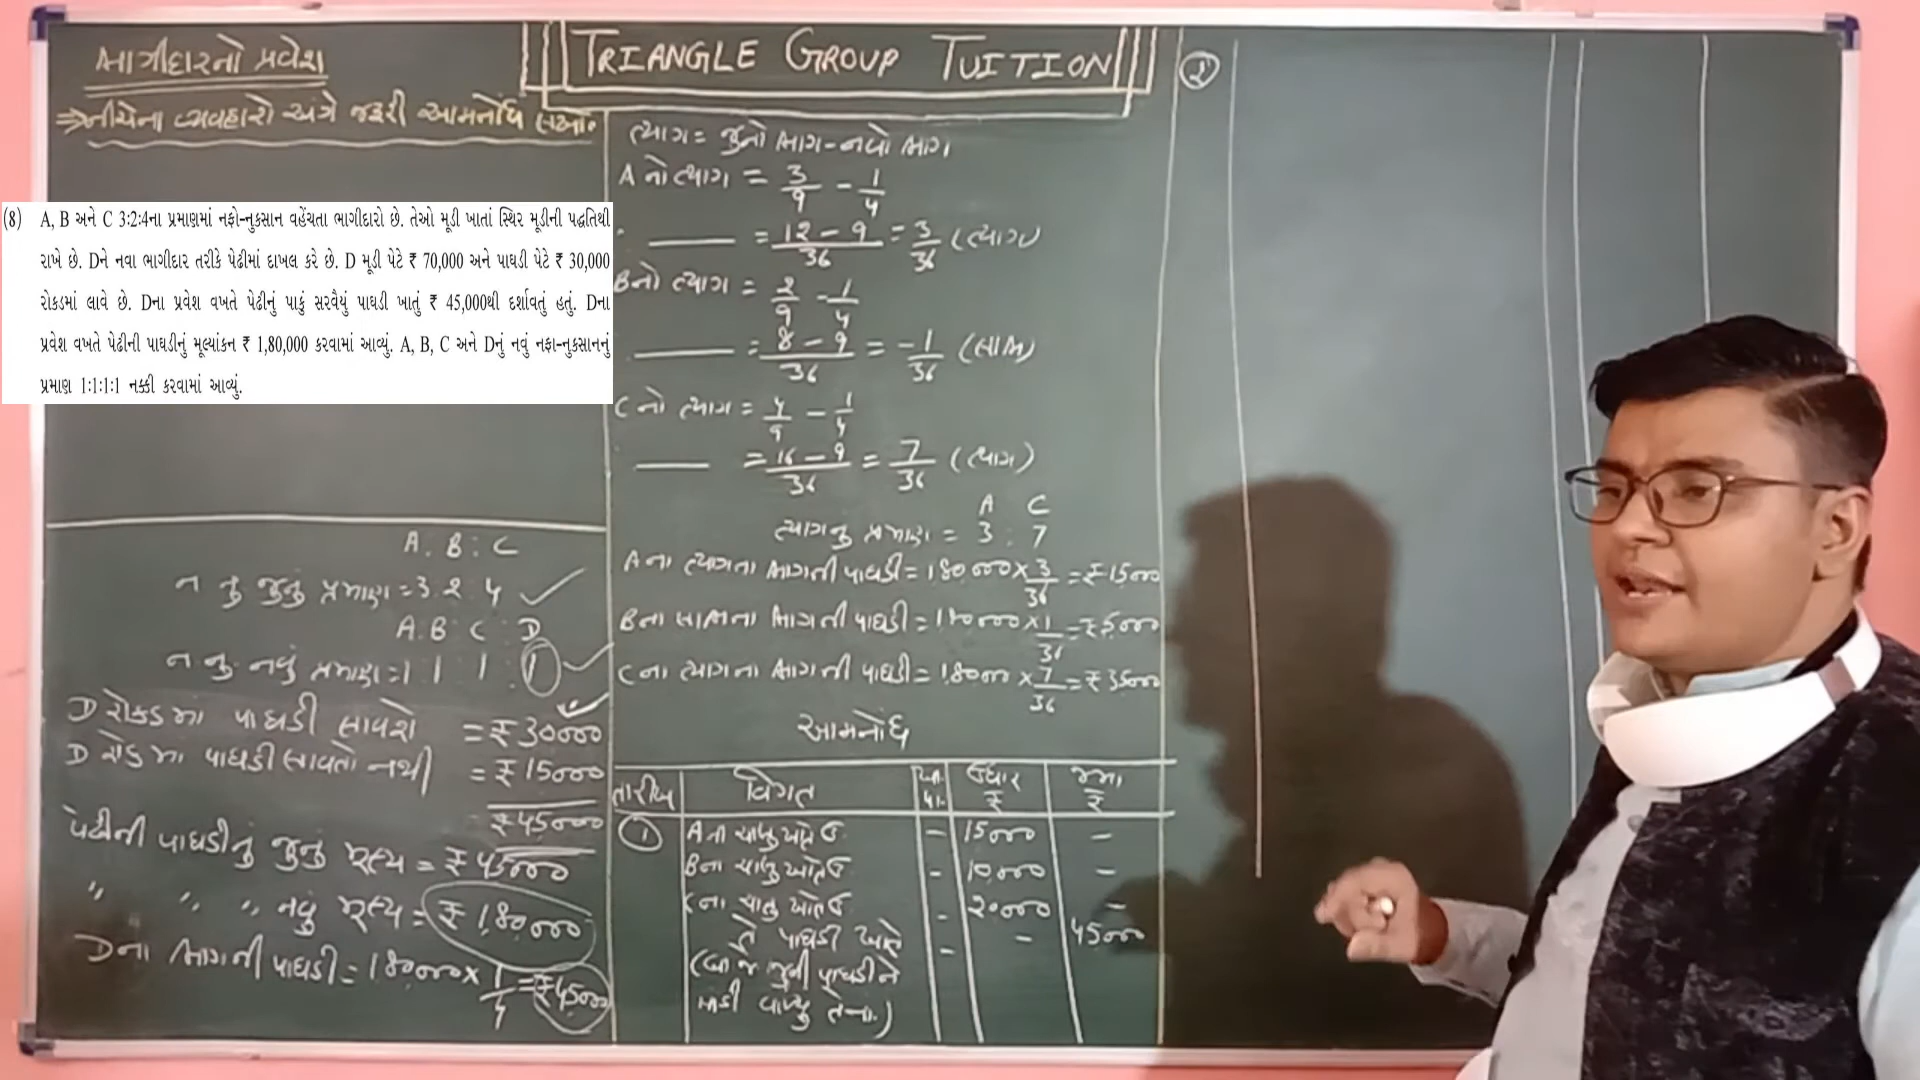 ભાગીદારનો પ્રવેશ
TRIANGLE GROUP TUITION
⇒ નીચેના વ્યવહારો અંગે જરૂરી આમનોંધ લખો.
(8) A, B અને C 3:2:4ના પ્રમાણમાં નફો-નુકસાન વહેંચતા ભાગીદારો છે. તેઓ મૂડી ખાતાં સ્થિર મૂડીની પદ્ધતિથી
રાખે છે. Dને નવા ભાગીદાર તરીકે પેઢીમાં દાખલ કરે છે. D મૂડી પેટે ₹ 70,000 અને પાઘડી પેટે ₹ 30,000
રોકડમાં લાવે છે. Dના પ્રવેશ વખતે પેઢીનું પાકું સરવૈયું પાઘડી ખાતું ₹ 45,000થી દર્શાવતું હતું. Dના
પ્રવેશ વખતે પેઢીની પાઘડીનું મૂલ્યાંકન ₹ 1,80,000 કરવામાં આવ્યું. A, B, C અને Dનું નવું નફા-નુકસાનનું
પ્રમાણ 1:1:1:1 નક્કી કરવામાં આવ્યું.
A : B : C
ન નુ જુનુ પ્રમાણ = 3 2 4
A : B : C : D
ન નુ નવું પ્રમાણ = 1 1 1 1
D રોકડમા પાઘડી લાવશે = ₹ 30000
D રોકડમા પાઘડી લાવતો નથી = ₹ 15000
₹ 45000
પેઢીની પાઘડીનું જુનું મૂલ્ય = ₹ 45000
" " " નવું મૂલ્ય = ₹ 1,80,000
Dના ભાગની પાઘડી = 180000 × 1/4 = ₹ 45000
ત્યાગ = જુનો ભાગ - નવો ભાગ
A નો ત્યાગ = 3/9 - 1/4
= 12 - 9/36 = 3/36 (ત્યાગ)
B નો ત્યાગ = 2/9 - 1/4
= 8 - 9/36 = -1/36 (લાભ)
C નો ત્યાગ = 4/9 - 1/4
= 16 - 9/36 = 7/36 (ત્યાગ)
A C
ત્યાગનુ પ્રમાણ = 3 : 7
A ના ત્યાગના ભાગની પાઘડી = 180000 × 3/36 = ₹ 15000
B ના લાભના ભાગની પાઘડી = 180000 × 1/36 = ₹ 5000
C ના ત્યાગના ભાગની પાઘડી = 180000 × 7/36 = ₹ 35000
આમનોંધ
તારીખ વિગત ખા. પા. ઉધાર ₹ જમા ₹
① A ના ચાલુ ખાતે ઉ - 15000 -
B ના ચાલુ ખાતે ઉ - 10,000 -
C ના ચાલુ ખાતે ઉ - 20000 -
તે પાઘડી ખાતે - - 45000
(બા જ જુની પાઘડી ને
માંડી વાળ્યુ તેના.)
②